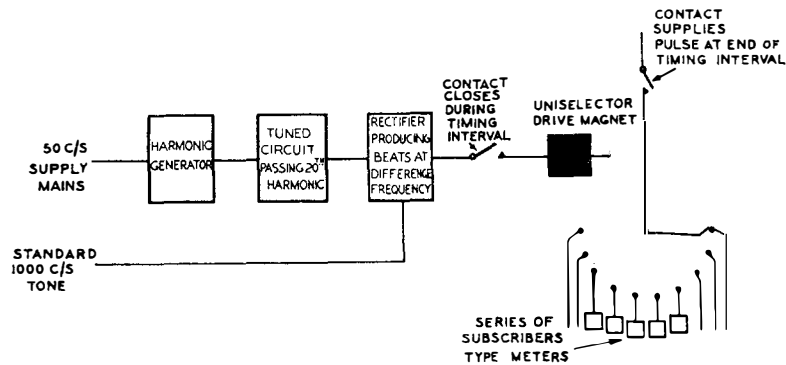 CONTACT
SUPPLIES
PULSE AT END OF
TIMING INTERVAL
CONTACT
CLOSES
DURING
TIMING
INTERVAL
UNISELECTOR
DRIVE MAGNET
50 C/S
SUPPLY
MAINS
HARMONIC
GENERATOR
TUNED
CIRCUIT
PASSING 20TH
HARMONIC
RECTIFIER
PRODUCING
BEATS AT
DIFFERENCE
FREQUENCY
STANDARD
1000 C/S
TONE
SERIES OF
SUBSCRIBERS
TYPE METERS